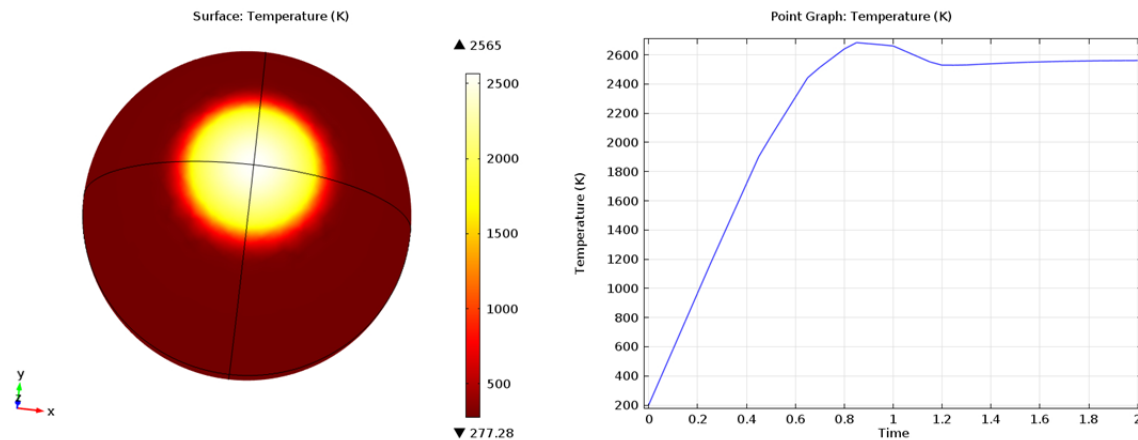 Surface: Temperature (K)
▲ 2565
2500
2000
1500
1000
500
▼ 277.28
y
z
x
Point Graph: Temperature (K)
Temperature (K)
2600
2400
2200
2000
1800
1600
1400
1200
1000
800
600
400
200
0 0.2 0.4 0.6 0.8 1 1.2 1.4 1.6 1.8 2
Time